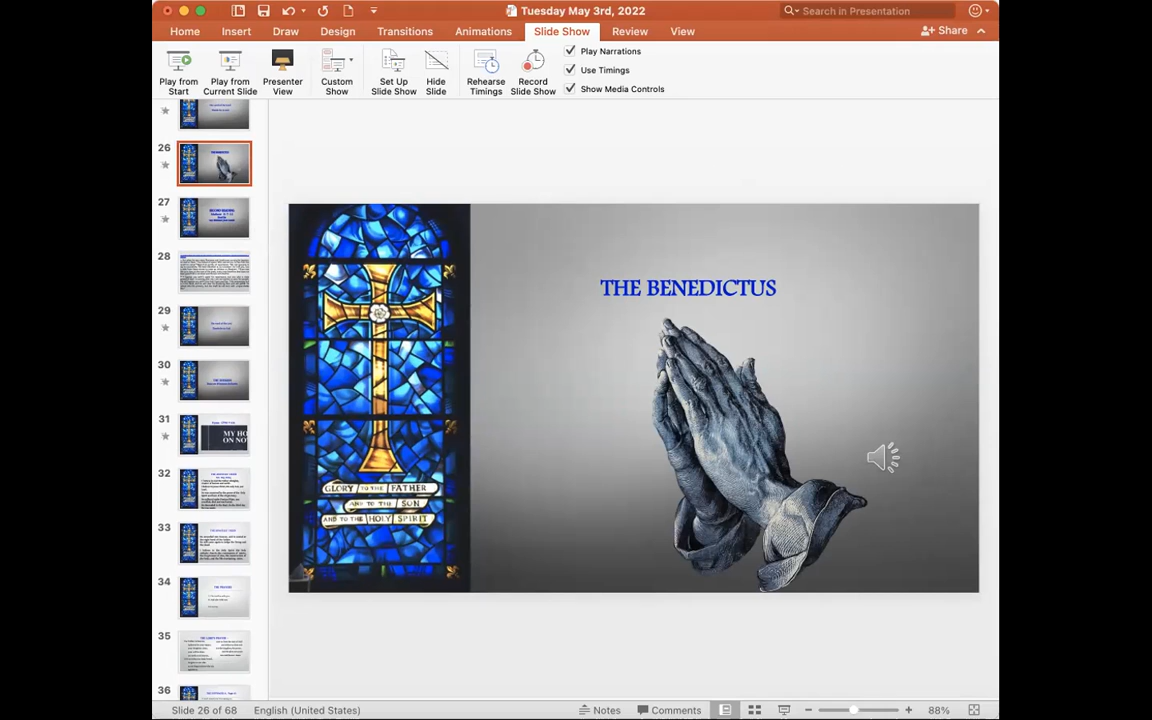 Tuesday May 3rd, 2022
Search in Presentation
Home Insert Draw Design Transitions Animations Slide Show Review View
Share
Play from Start
Play from Current Slide
Presenter View
Custom Show
Set Up Slide Show
Hide Slide
Rehearse Timings
Record Slide Show
Play Narrations
Use Timings
Show Media Controls
26
27
28
29
30
31
MY HO
ON NO
32
33
34
35
36
THE BENEDICTUS
GLORY TO THE FATHER
AND TO THE SON
AND TO THE HOLY SPIRIT
Slide 26 of 68
English (United States)
Notes
Comments
88%